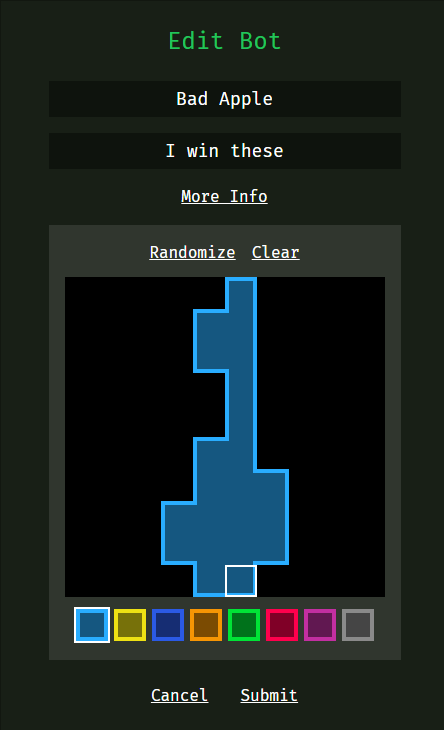 Edit Bot
Bad Apple
I win these
More Info
Randomize Clear
Cancel Submit